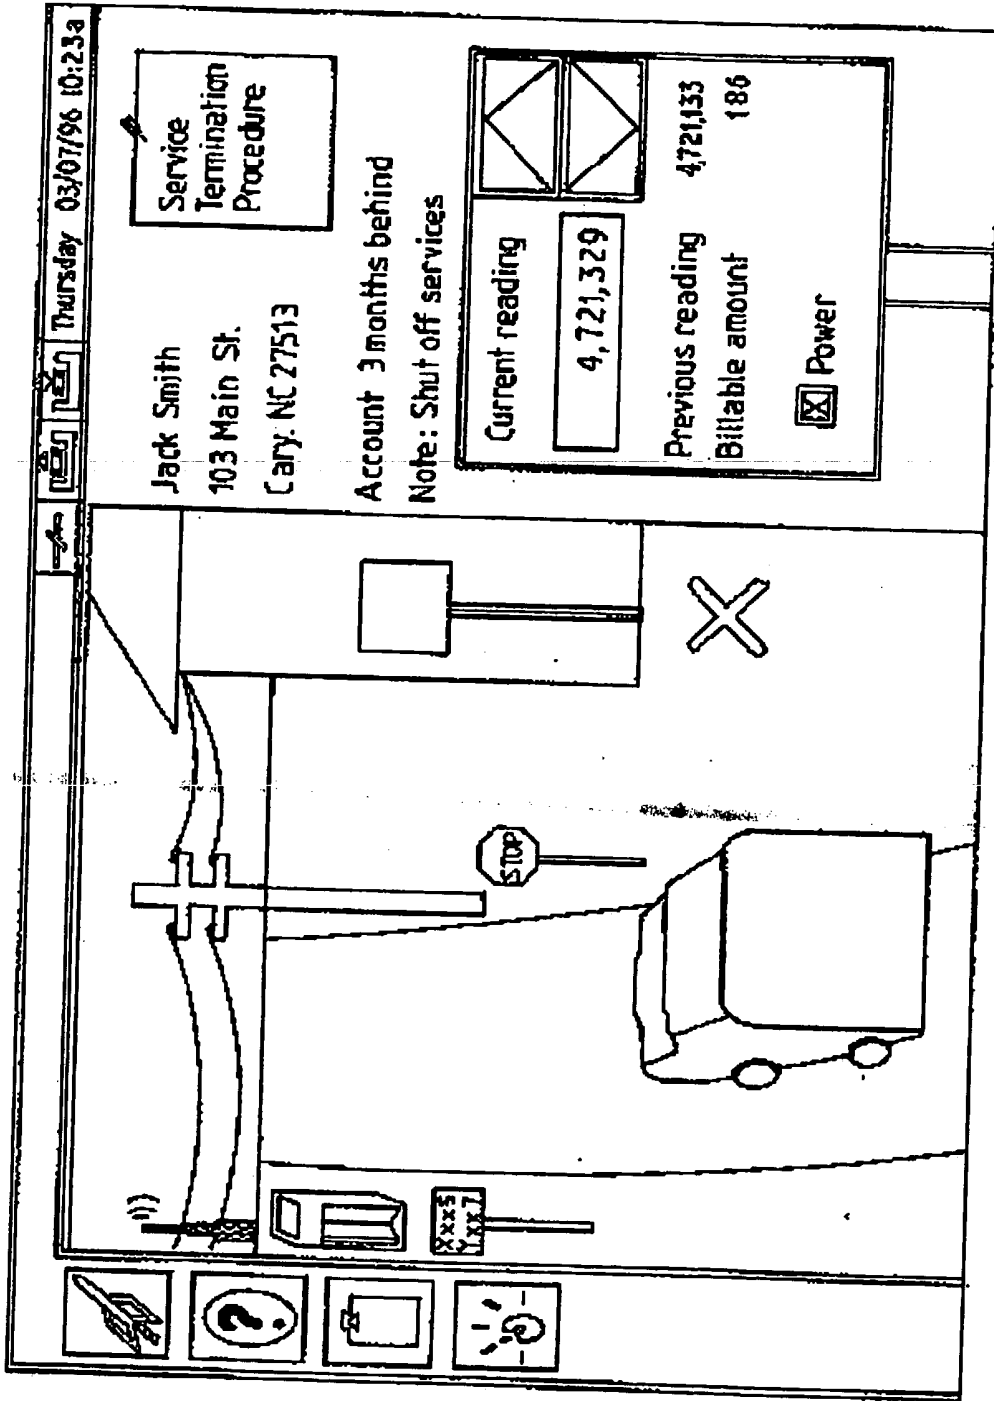 Thursday 03/07/96 10:23a
Jack Smith
103 Main St.
Cary. NC 27513
Service
Termination
Procedure
Account 3 months behind
Note: Shut off services
Current reading
4,721,329
Previous reading 4,721,133
Billable amount 186
X Power
STOP
Xxx5